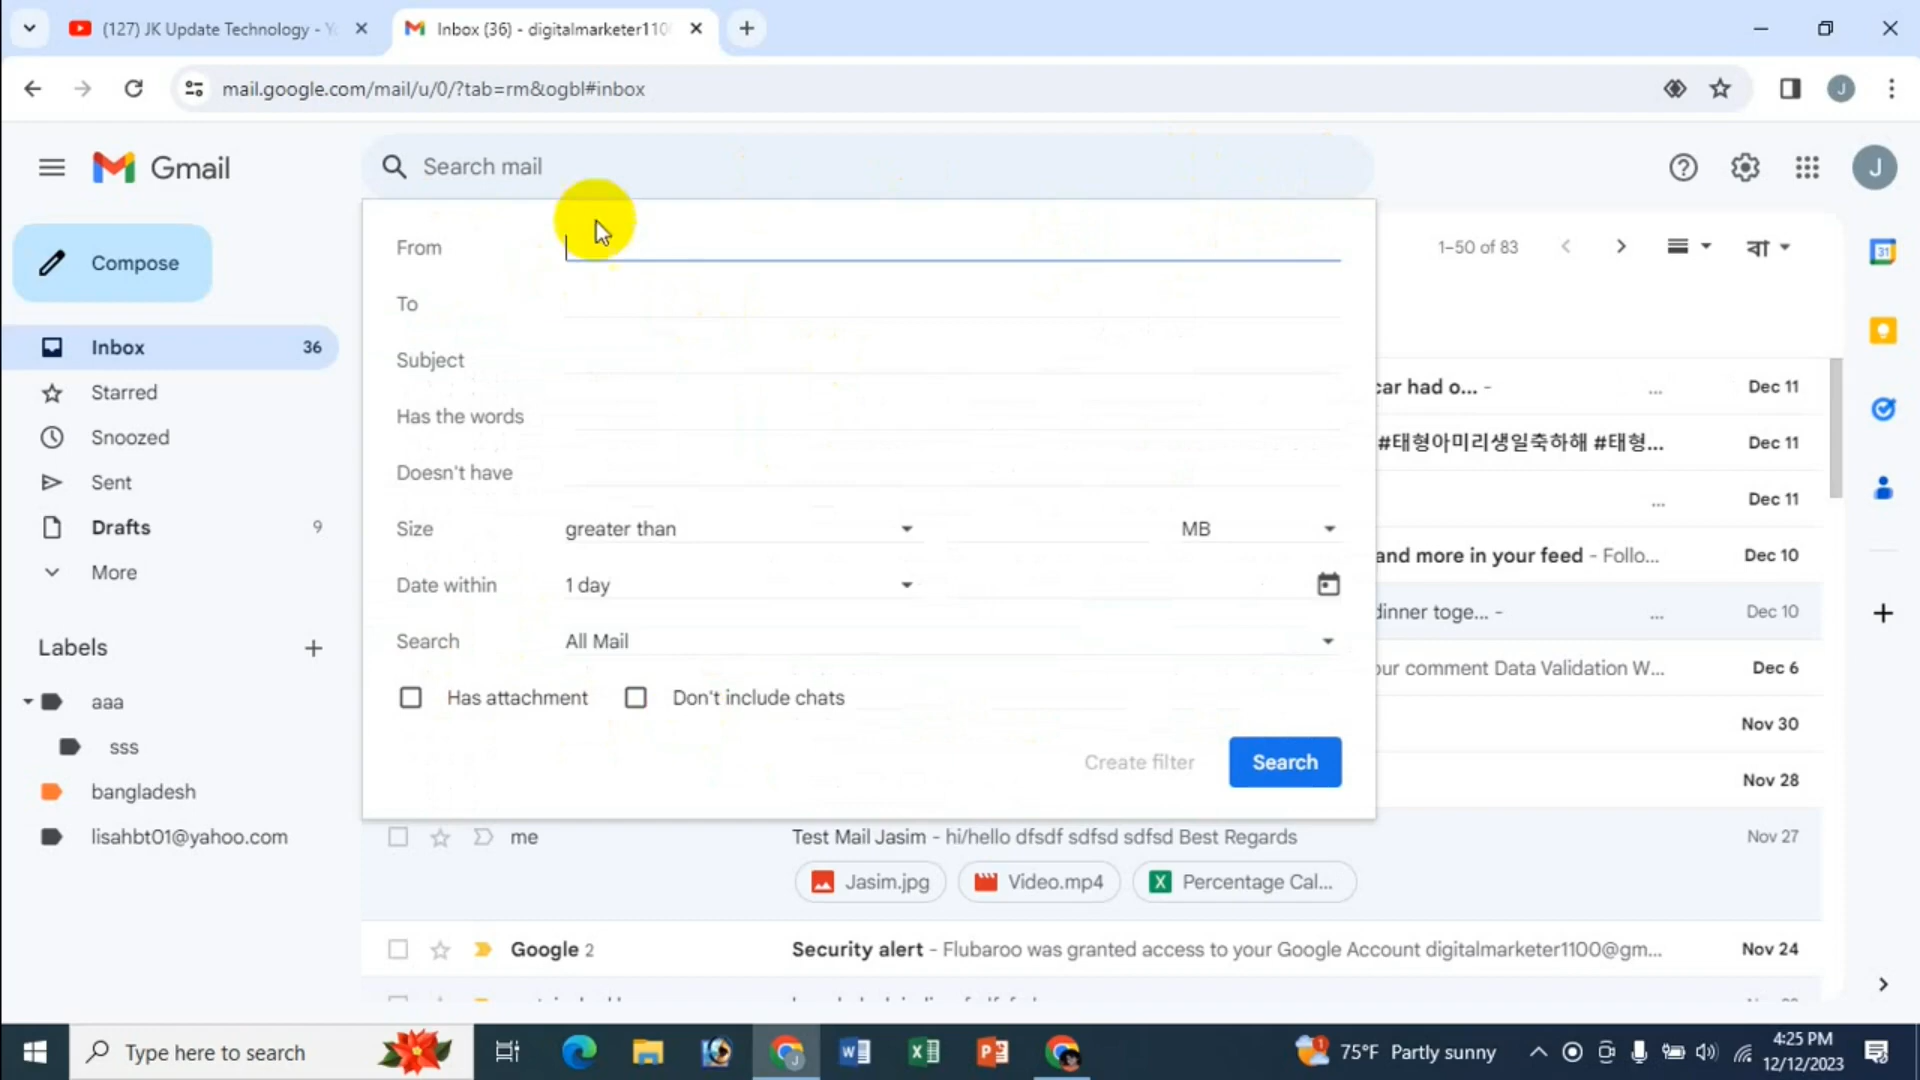 (127) JK Update Technology - Y
Inbox (36) - digitalmarketer110
mail.google.com/mail/u/0/?tab=rm&ogbl#inbox
J
Gmail
Search mail
J
Compose
Inbox 36
Starred
Snoozed
Sent
Drafts 9
More
Labels
aaa
sss
bangladesh
lisahbt01@yahoo.com
From
To
Subject
Has the words
Doesn't have
Size greater than MB
Date within 1 day
Search All Mail
Has attachment Don't include chats
Create filter Search
1–50 of 83 বা
31
car had o... - ... Dec 11
#태형아미리생일축하해 #태형... Dec 11
... Dec 11
and more in your feed - Follo... Dec 10
dinner toge... - ... Dec 10
our comment Data Validation W... Dec 6
Nov 30
Nov 28
me Test Mail Jasim - hi/hello dfsdf sdfsd sdfsd Best Regards Nov 27
Jasim.jpg Video.mp4 X Percentage Cal...
Google 2 Security alert - Flubaroo was granted access to your Google Account digitalmarketer1100@gm... Nov 24
Type here to search
75°F Partly sunny
4:25 PM
12/12/2023